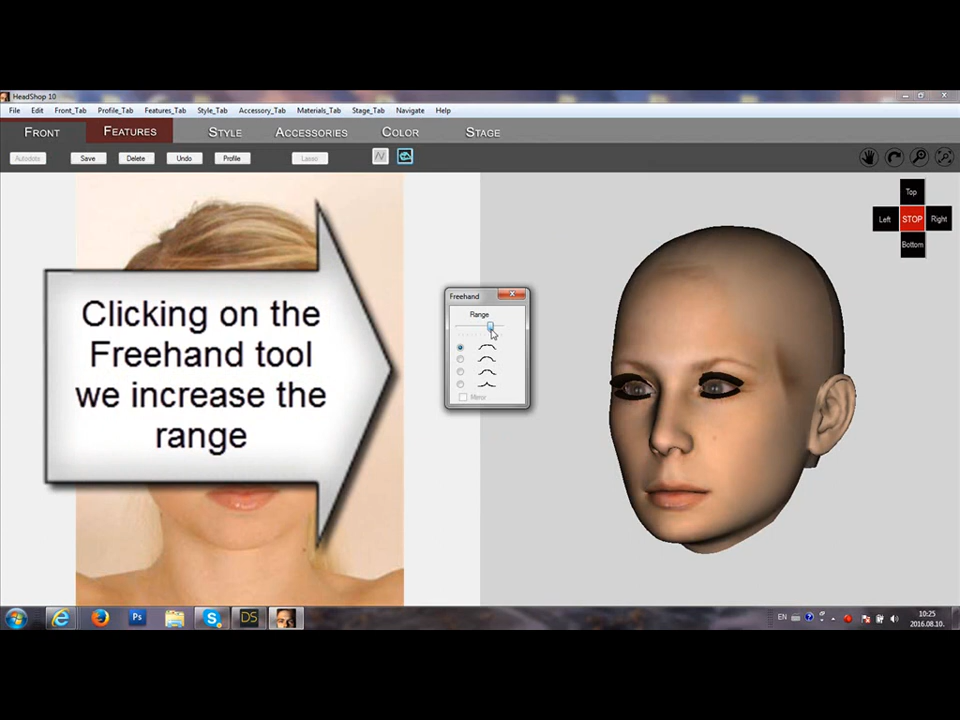 HeadShop 10
File Edit Front_Tab Profile_Tab Features_Tab Style_Tab Accessory_Tab Materials_Tab Stage_Tab Navigate Help
FRONT FEATURES STYLE ACCESSORIES COLOR STAGE
Autodots Save Delete Undo Profile Lasso
Top
Left STOP Right
Bottom
Clicking on the
Freehand tool
we increase the
range
Freehand
Range
Mirror
Ps DS EN 10:25
2016.08.10.